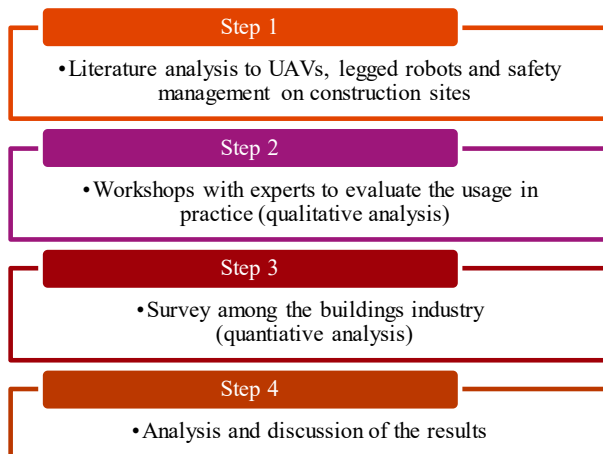 Step 1
•Literature analysis to UAVs, legged robots and safety
management on construction sites
Step 2
•Workshops with experts to evaluate the usage in
practice (qualitative analysis)
Step 3
•Survey among the buildings industry
(quantiative analysis)
Step 4
•Analysis and discussion of the results